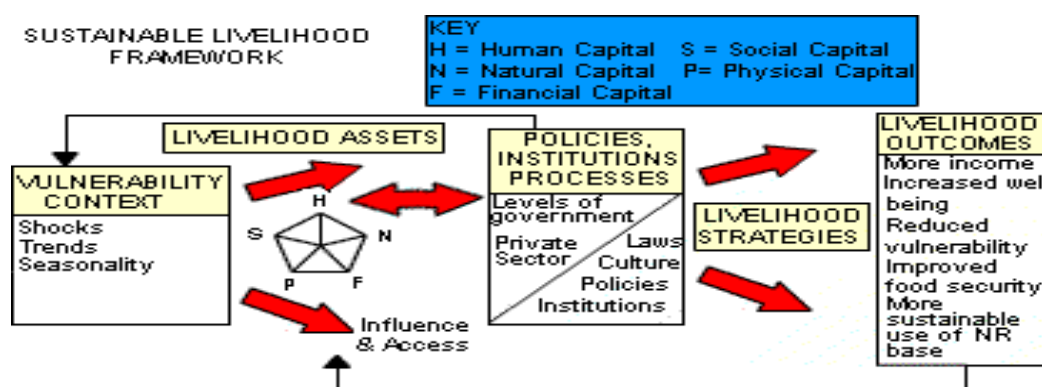 SUSTAINABLE LIVELIHOOD
FRAMEWORK
KEY
H = Human Capital S = Social Capital
N = Natural Capital P= Physical Capital
F = Financial Capital
LIVELIHOOD ASSETS
VULNERABILITY
CONTEXT
Shocks
Trends
Seasonality
H
S
N
P
F
Influence
& Access
POLICIES,
INSTITUTIONS
PROCESSES
Levels of
government
Private
Sector
Laws
Culture
Policies
Institutions
LIVELIHOOD
STRATEGIES
LIVELIHOOD
OUTCOMES
More income
Increased wel
being
Reduced
vulnerability
Improved
food security
More
sustainable
use of NR
base